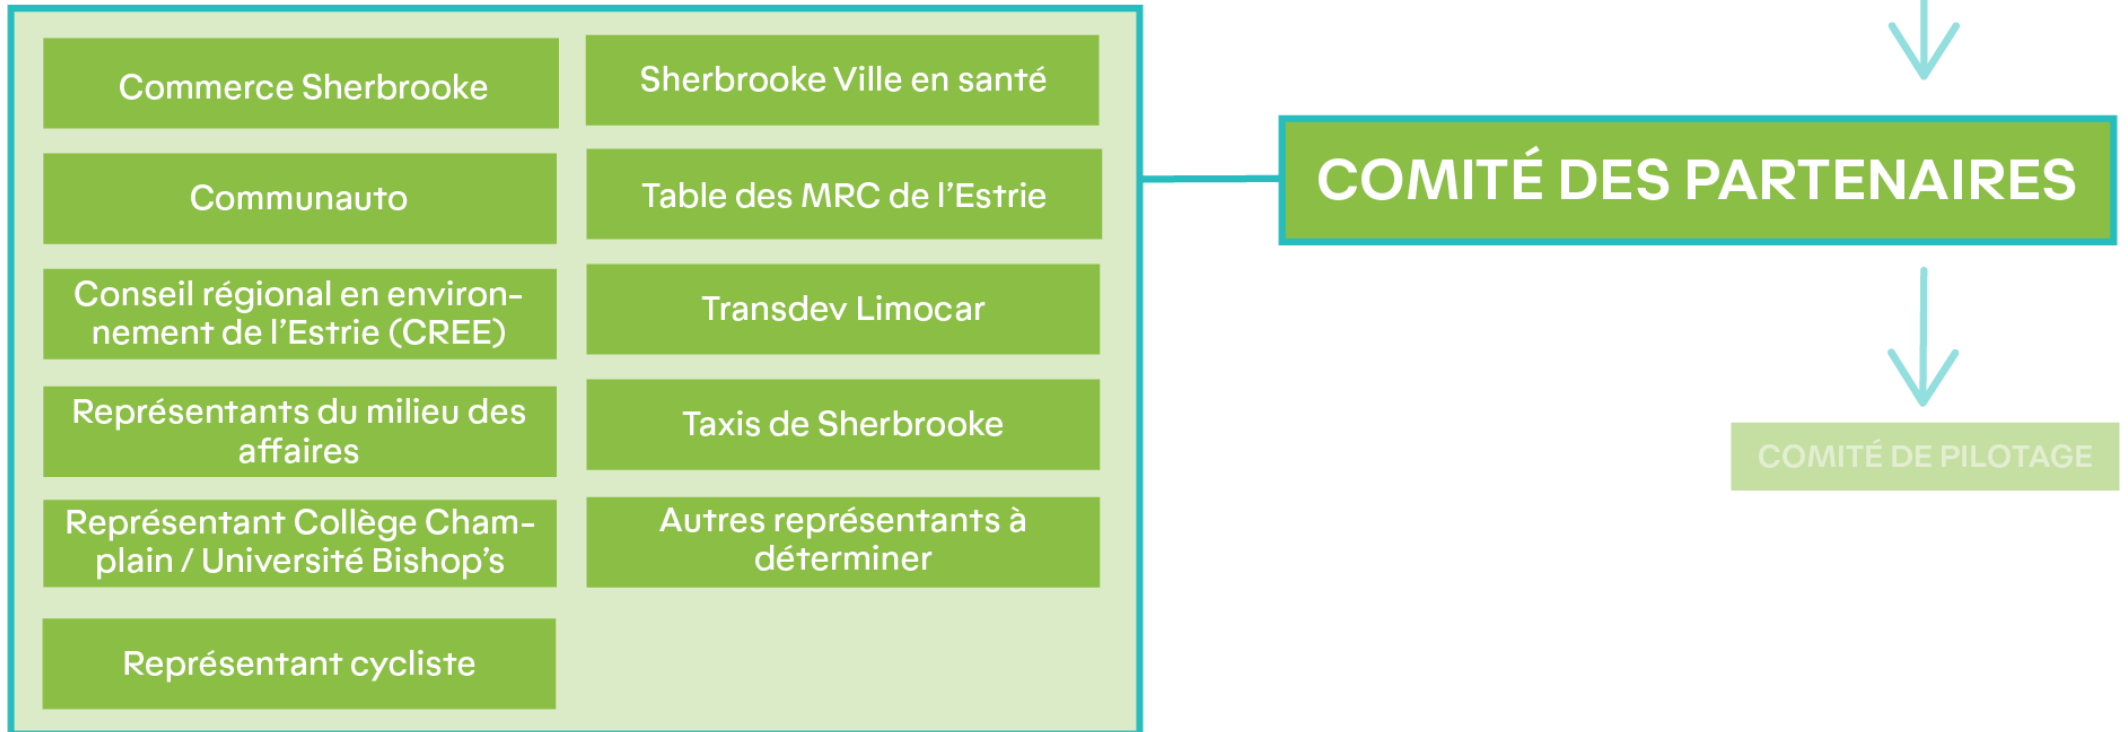 Commerce Sherbrooke
Communauto
Conseil régional en environ-
nement de l’Estrie (CREE)
Représentants du milieu des
affaires
Représentant Collège Cham-
plain / Université Bishop’s
Représentant cycliste
Sherbrooke Ville en santé
Table des MRC de l’Estrie
Transdev Limocar
Taxis de Sherbrooke
Autres représentants à
déterminer
COMITÉ DES PARTENAIRES
COMITÉ DE PILOTAGE